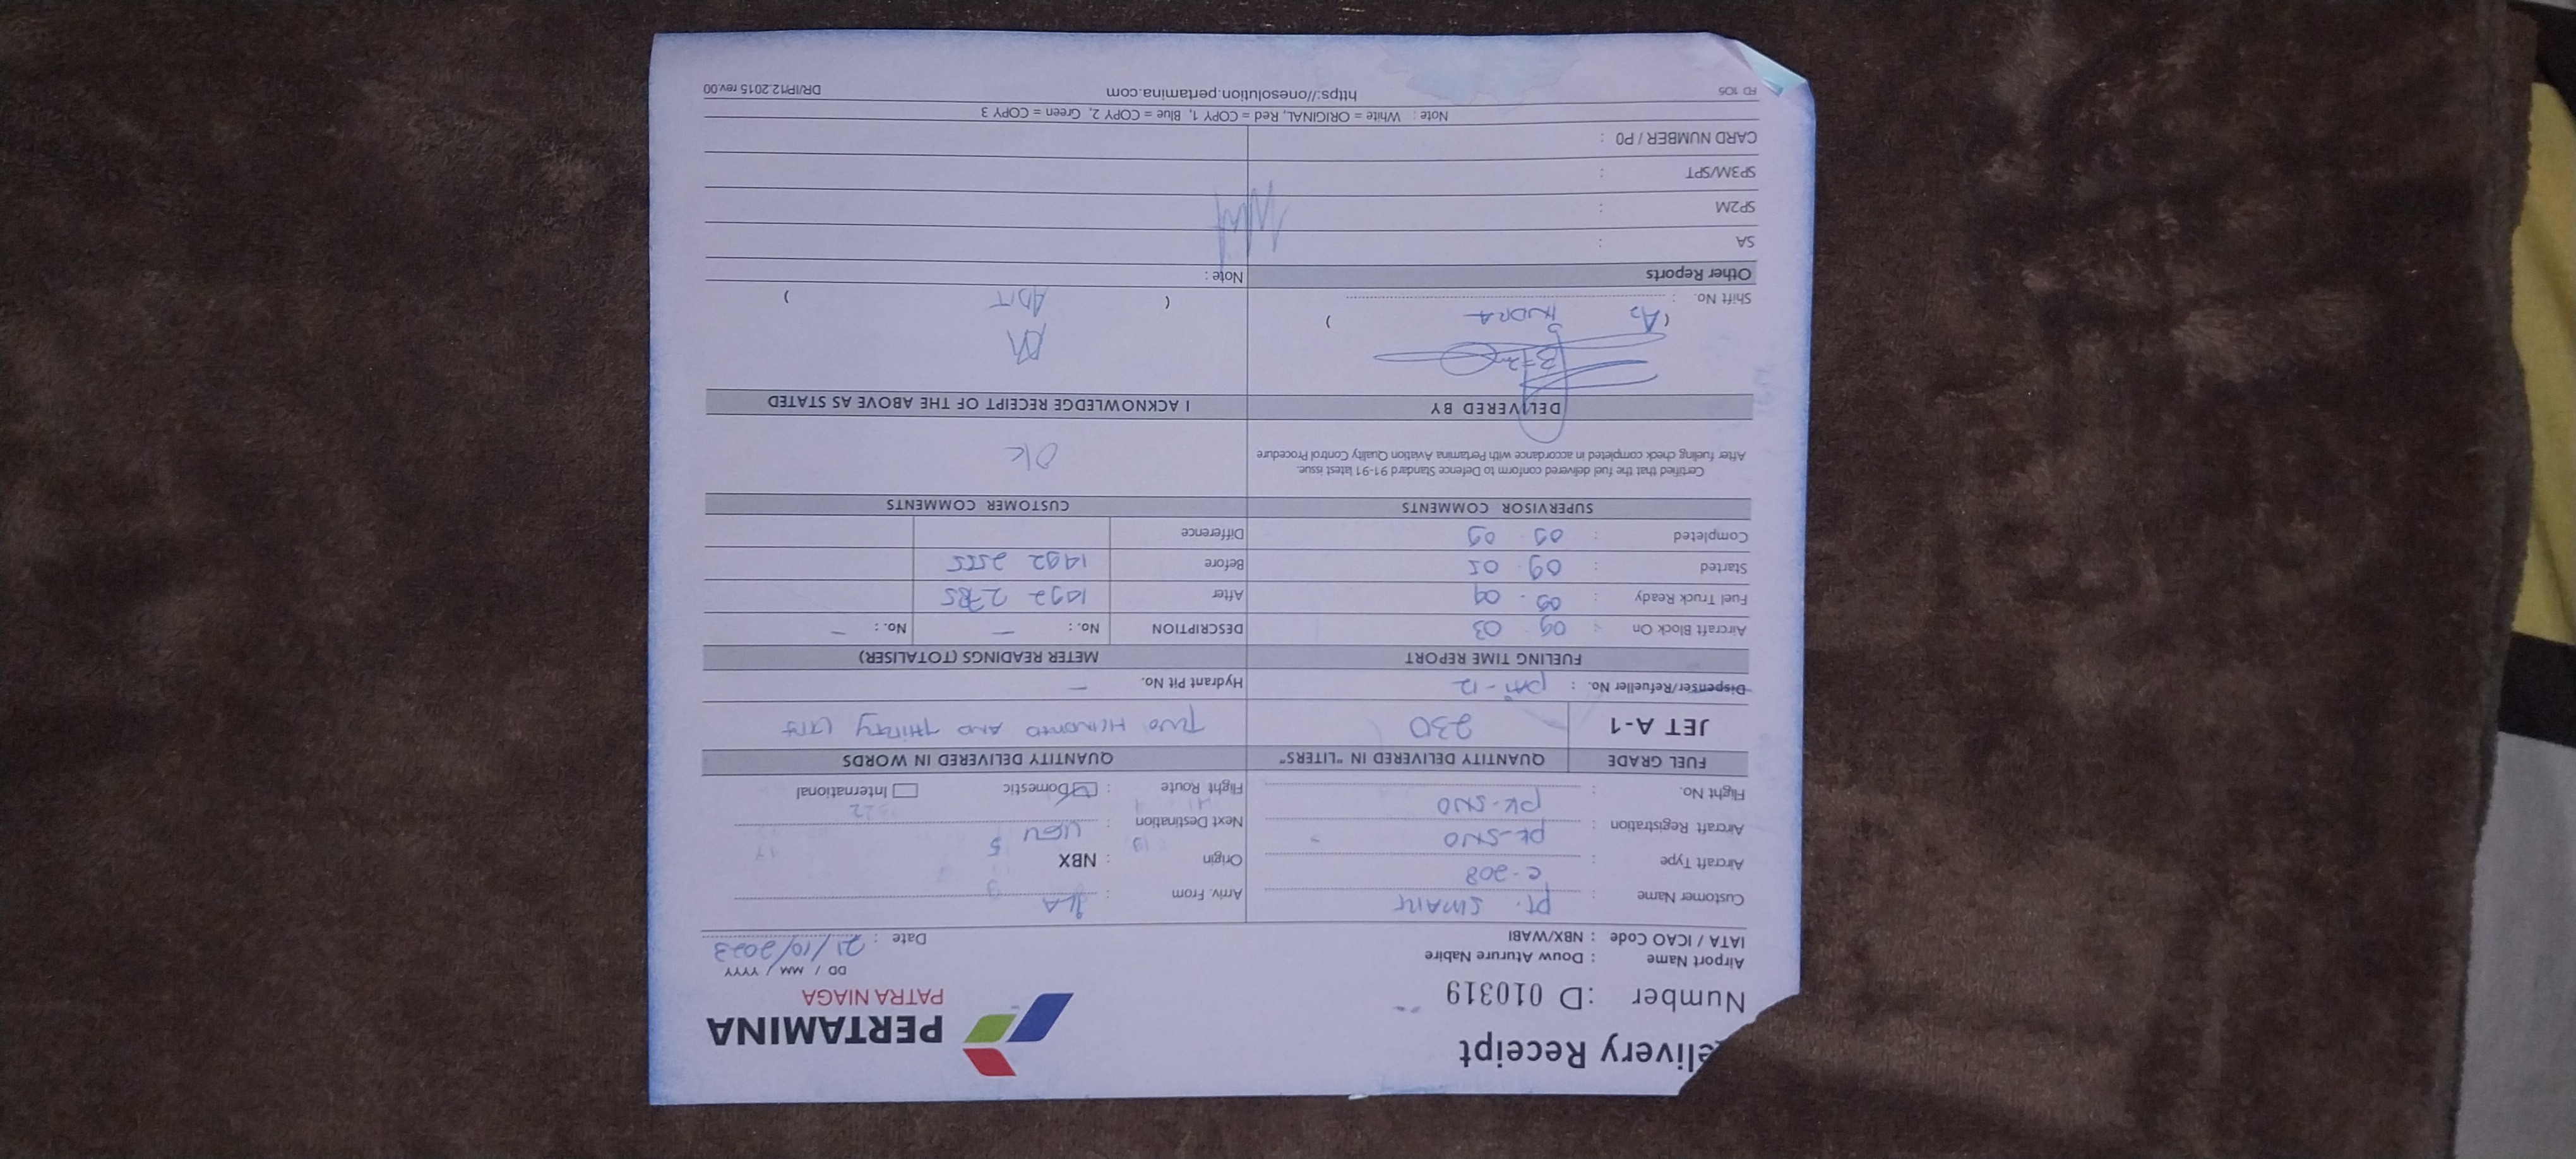 elivery Receipt
PERTAMINA
PATRA NIAGA
Number : D 010319
DD / MM / YYYY
Airport Name : Douw Aturure Nabire
Date : 21/10/2023
IATA / ICAO Code : NBX/WABI
Customer Name : PT. SMART
Arriv. From :
Aircraft Type : C-208
Origin : NBX
Aircraft Registration : PK-SNO
Next Destination : UGU
Flight No. : PK-SNO
Flight Route : Domestic International
FUEL GRADE QUANTITY DELIVERED IN "LITERS" QUANTITY DELIVERED IN WORDS
JET A-1 230 TWO HUNDRED AND THIRTY
Dispenser/Refueller No. : -12 Hydrant Pit No. –
FUELING TIME REPORT METER READINGS (TOTALISER)
Aircraft Block On : 09 03 DESCRIPTION No. : – No. : –
Fuel Truck Ready : 09 04 After 1492 2785
Started : 09 05 Before 1492 2555
Completed : 09 09 Difference
SUPERVISOR COMMENTS CUSTOMER COMMENTS
Certified that the fuel delivered conform to Defence Standard 91-91 latest issue.
After fueling check completed in accordance with Pertamina Aviation Quality Control Procedure
OK
DELIVERED BY I ACKNOWLEDGE RECEIPT OF THE ABOVE AS STATED
( INDRA ) ( ADIT )
Shift No. :
Other Reports Note :
SA :
SP2M :
SP3M/SPT :
CARD NUMBER / PO :
Note : White = ORIGINAL, Red = COPY 1, Blue = COPY 2, Green = COPY 3
FD 105 https://onesolution.pertamina.com DR/IP/12.2015 rev.00